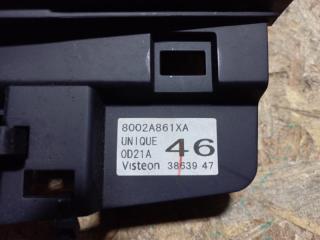 8002A861XA
UNIQUE 46
OD21A
Visteon 38639 47